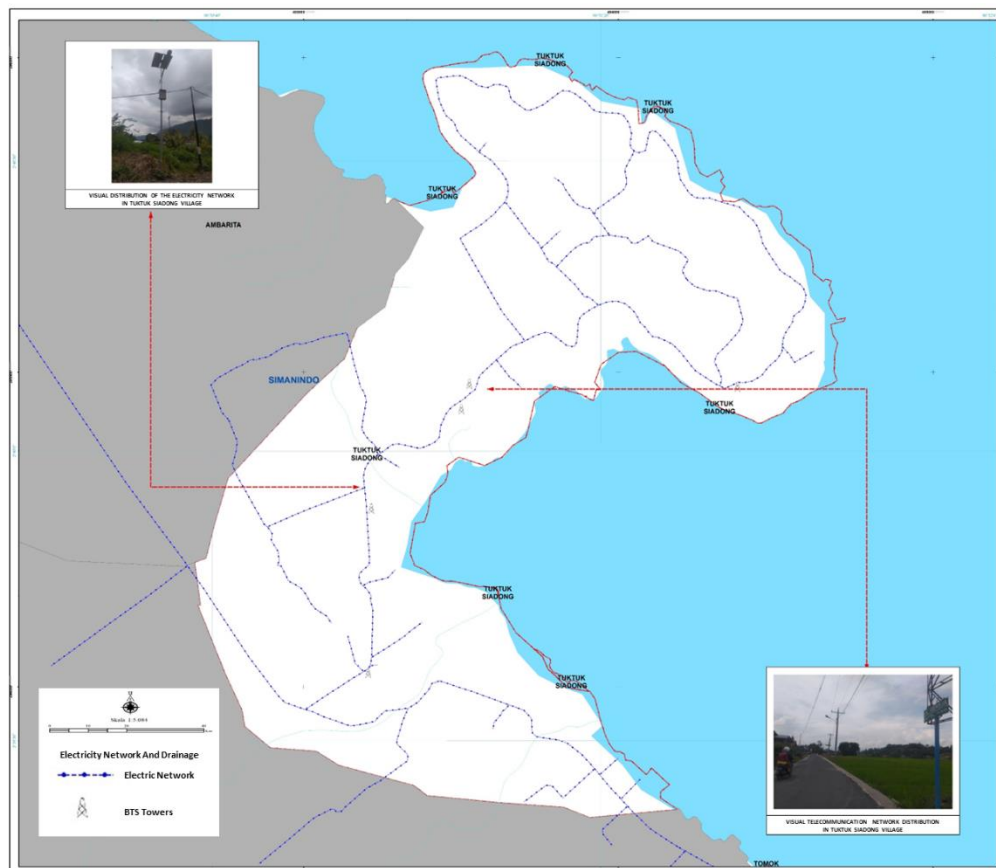 TUKTUK
SIADONG
TUKTUK
SIADONG
TUKTUK
SIADONG
VISUAL DISTRIBUTION OF THE ELECTRICITY NETWORK
IN TUKTUK SIADONG VILLAGE
AMBARITA
SIMANINDO
TUKTUK
SIADONG
TUKTUK
SIADONG
TUKTUK
SIADONG
TUKTUK
SIADONG
Electricity Network And Drainage
Electric Network
BTS Towers
VISUAL TELECOMMUNICATION NETWORK DISTRIBUTION
IN TUKTUK SIADONG VILLAGE
TOMOK